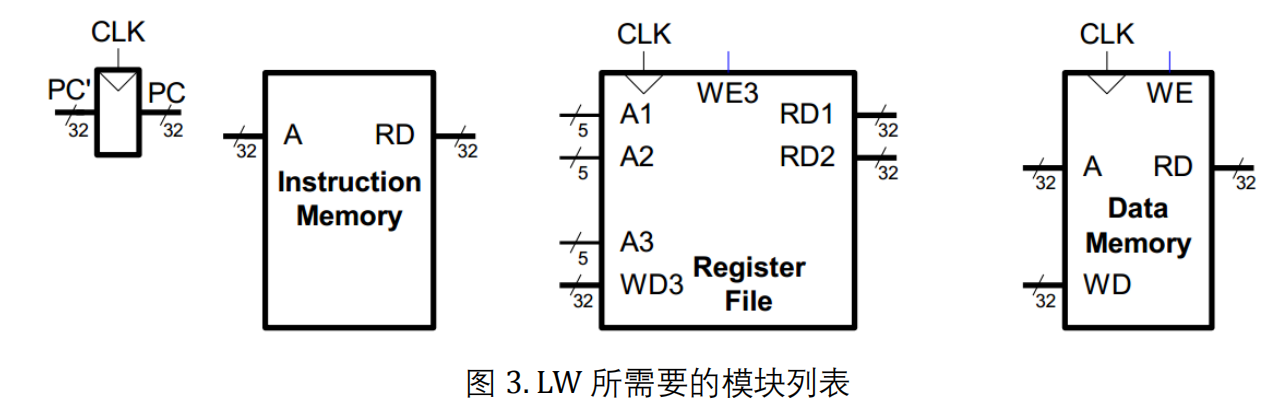 CLK
PC'
PC
32
32
A
RD
32
32
Instruction
Memory
CLK
WE3
A1
RD1
5
32
A2
RD2
5
32
A3
5
WD3
32
Register
File
CLK
WE
A
RD
32
32
Data
Memory
WD
32
图 3. LW 所需要的模块列表